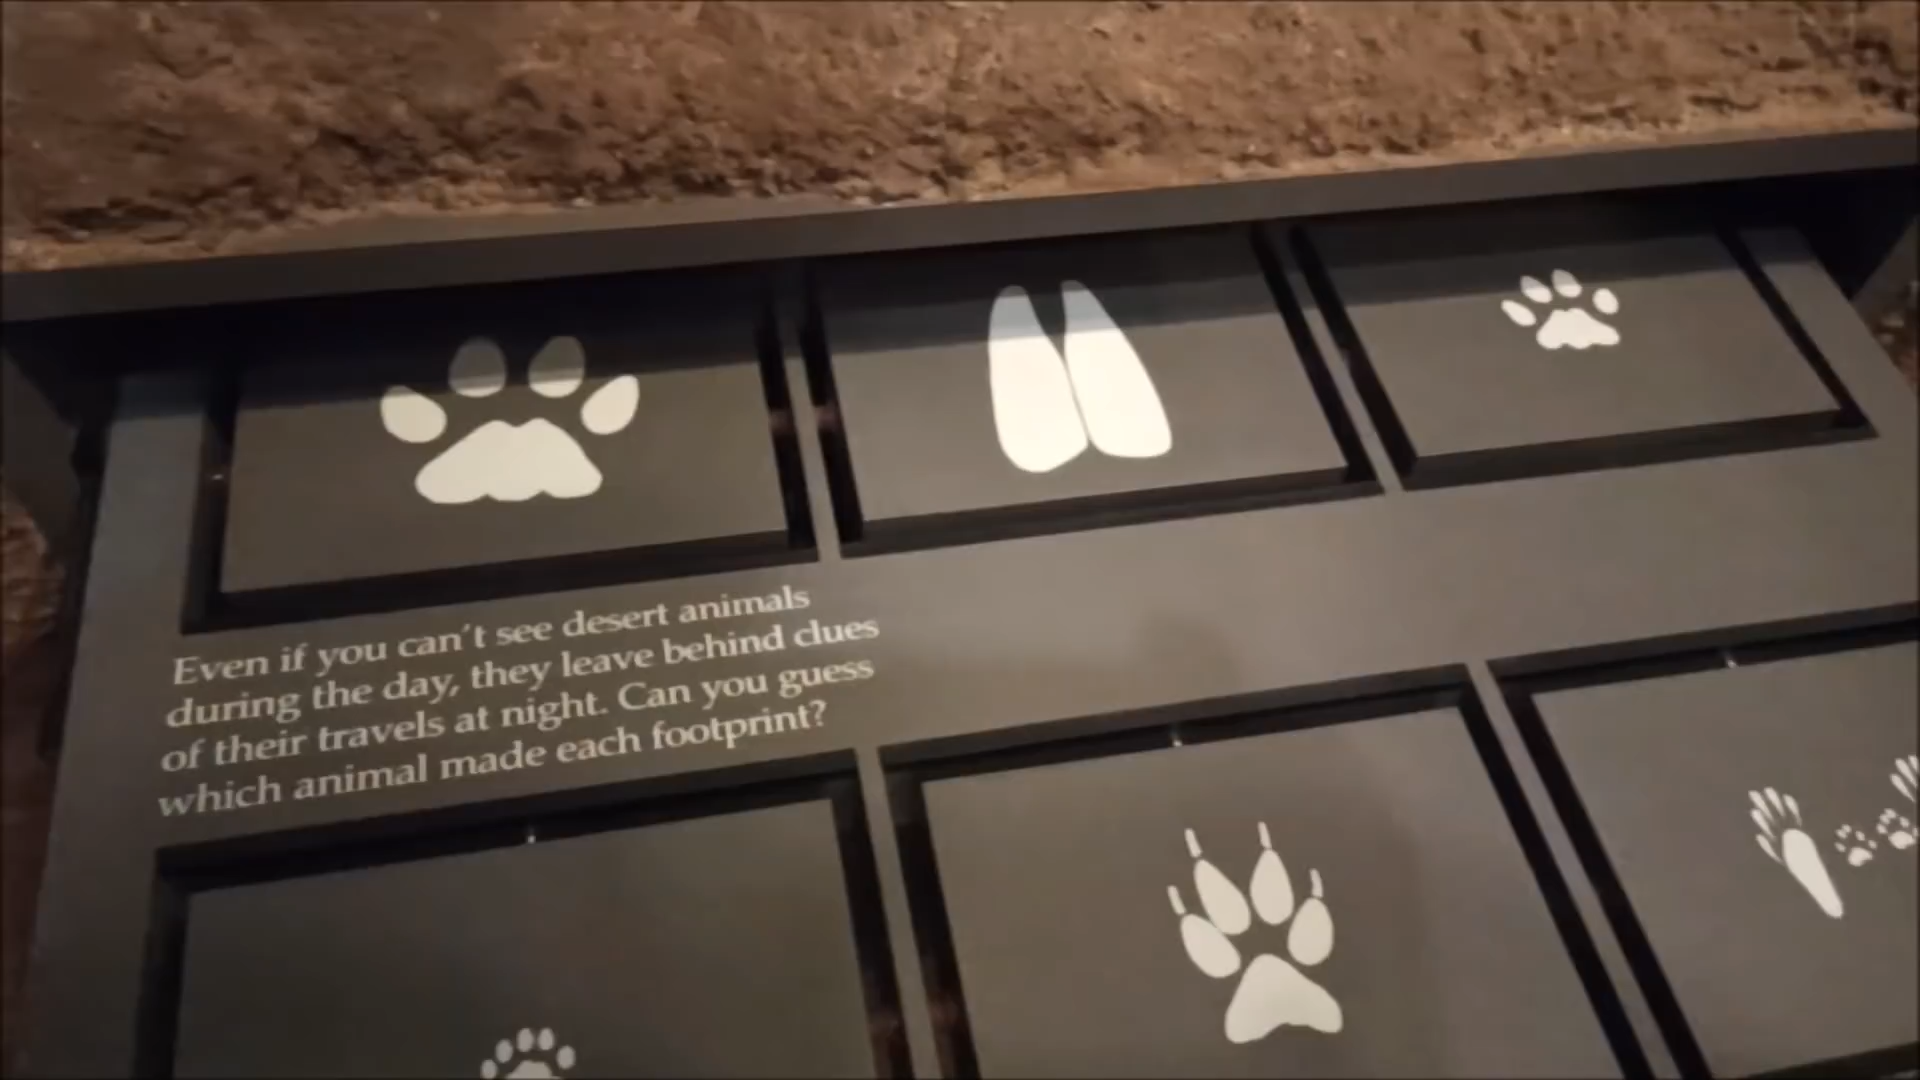 Even if you can't see desert animals
during the day, they leave behind clues
of their travels at night. Can you guess
which animal made each footprint?